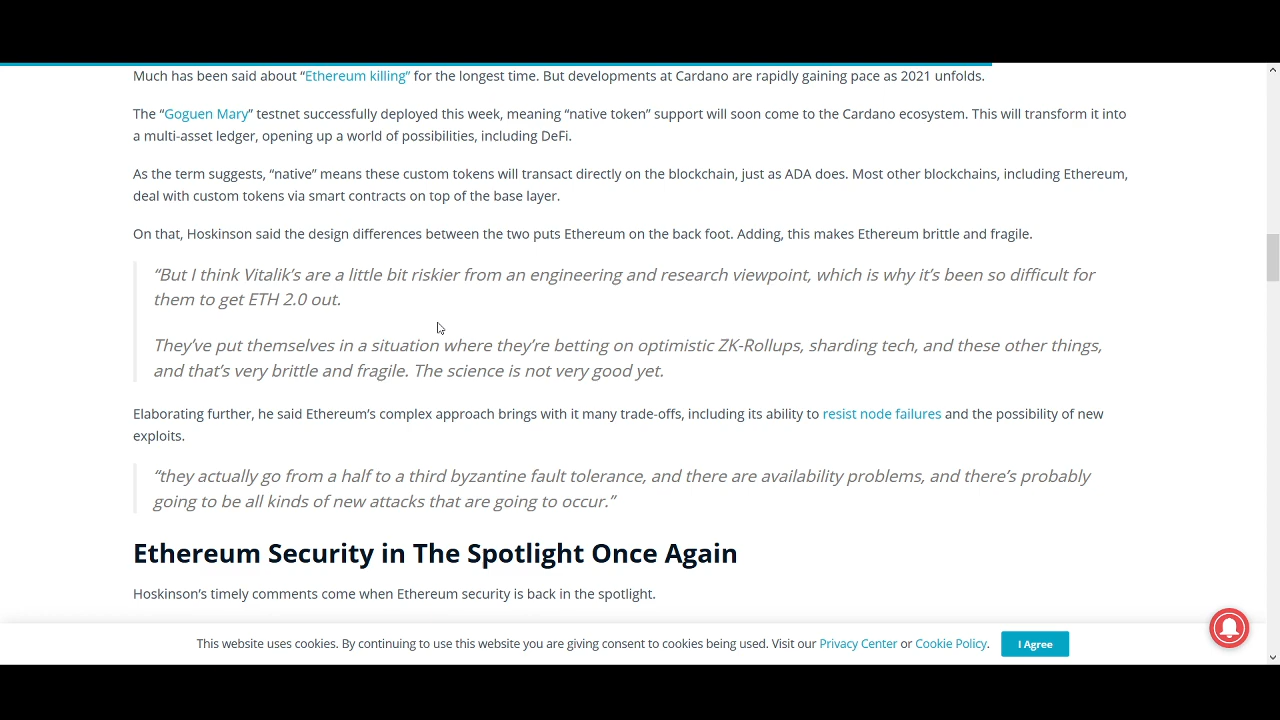 Much has been said about “Ethereum killing” for the longest time. But developments at Cardano are rapidly gaining pace as 2021 unfolds.
The “Goguen Mary” testnet successfully deployed this week, meaning “native token” support will soon come to the Cardano ecosystem. This will transform it into
a multi-asset ledger, opening up a world of possibilities, including DeFi.
As the term suggests, “native” means these custom tokens will transact directly on the blockchain, just as ADA does. Most other blockchains, including Ethereum,
deal with custom tokens via smart contracts on top of the base layer.
On that, Hoskinson said the design differences between the two puts Ethereum on the back foot. Adding, this makes Ethereum brittle and fragile.
“But I think Vitalik’s are a little bit riskier from an engineering and research viewpoint, which is why it’s been so difficult for
them to get ETH 2.0 out.
They’ve put themselves in a situation where they’re betting on optimistic ZK-Rollups, sharding tech, and these other things,
and that’s very brittle and fragile. The science is not very good yet.
Elaborating further, he said Ethereum’s complex approach brings with it many trade-offs, including its ability to resist node failures and the possibility of new
exploits.
“they actually go from a half to a third byzantine fault tolerance, and there are availability problems, and there’s probably
going to be all kinds of new attacks that are going to occur.”
Ethereum Security in The Spotlight Once Again
Hoskinson’s timely comments come when Ethereum security is back in the spotlight.
This website uses cookies. By continuing to use this website you are giving consent to cookies being used. Visit our Privacy Center or Cookie Policy. I Agree